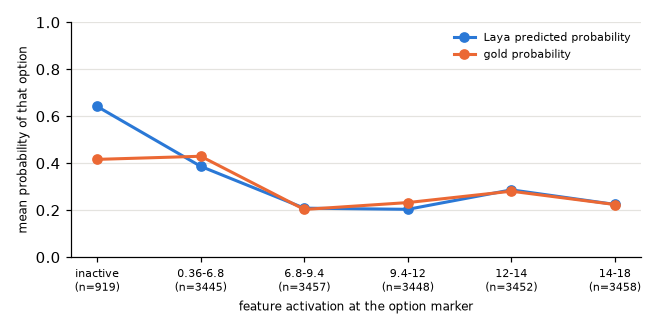 1.0
0.8
0.6
0.4
0.2
0.0
mean probability of that option
Laya predicted probability
gold probability
inactive
(n=919)
0.36-6.8
(n=3445)
6.8-9.4
(n=3457)
9.4-12
(n=3448)
12-14
(n=3452)
14-18
(n=3458)
feature activation at the option marker